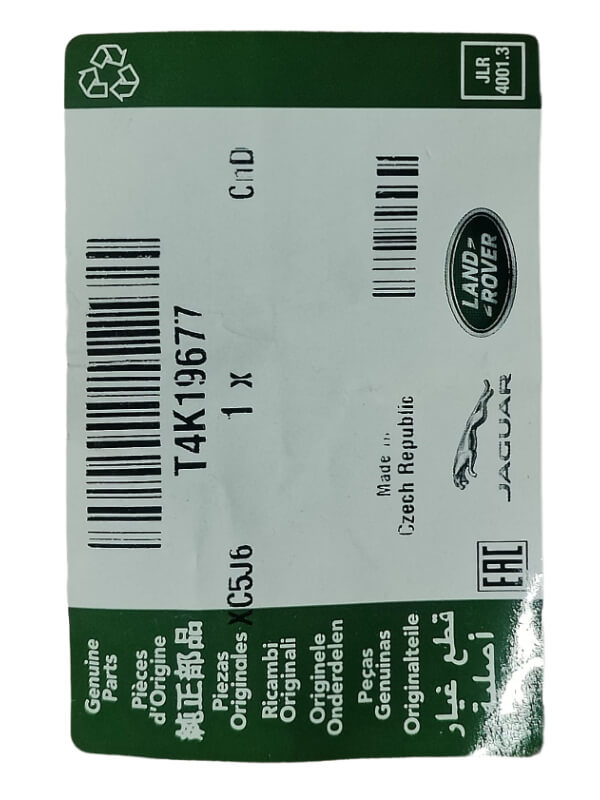 Genuine
Parts
Pièces
d'Origine
純正部品
Piezas
Originales
Ricambi
Originali
Originele
Onderdelen
Peças
Genuinas
Originalteile
قطع غيار
أصلية
T4K19677
XC5J6
1 X
CnD
Made in
Czech Republic
EAC
JAGUAR
LAND
ROVER
JLR
4001.3